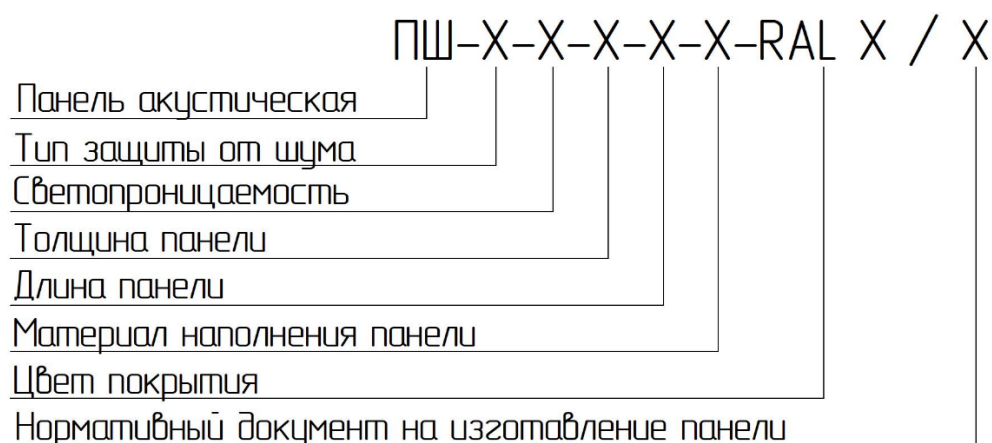 ПШ-Х-Х-Х-Х-Х-RAL Х / Х
Панель акустическая
Тип защиты от шума
Светопроницаемость
Толщина панели
Длина панели
Материал наполнения панели
Цвет покрытия
Нормативный документ на изготавление панели